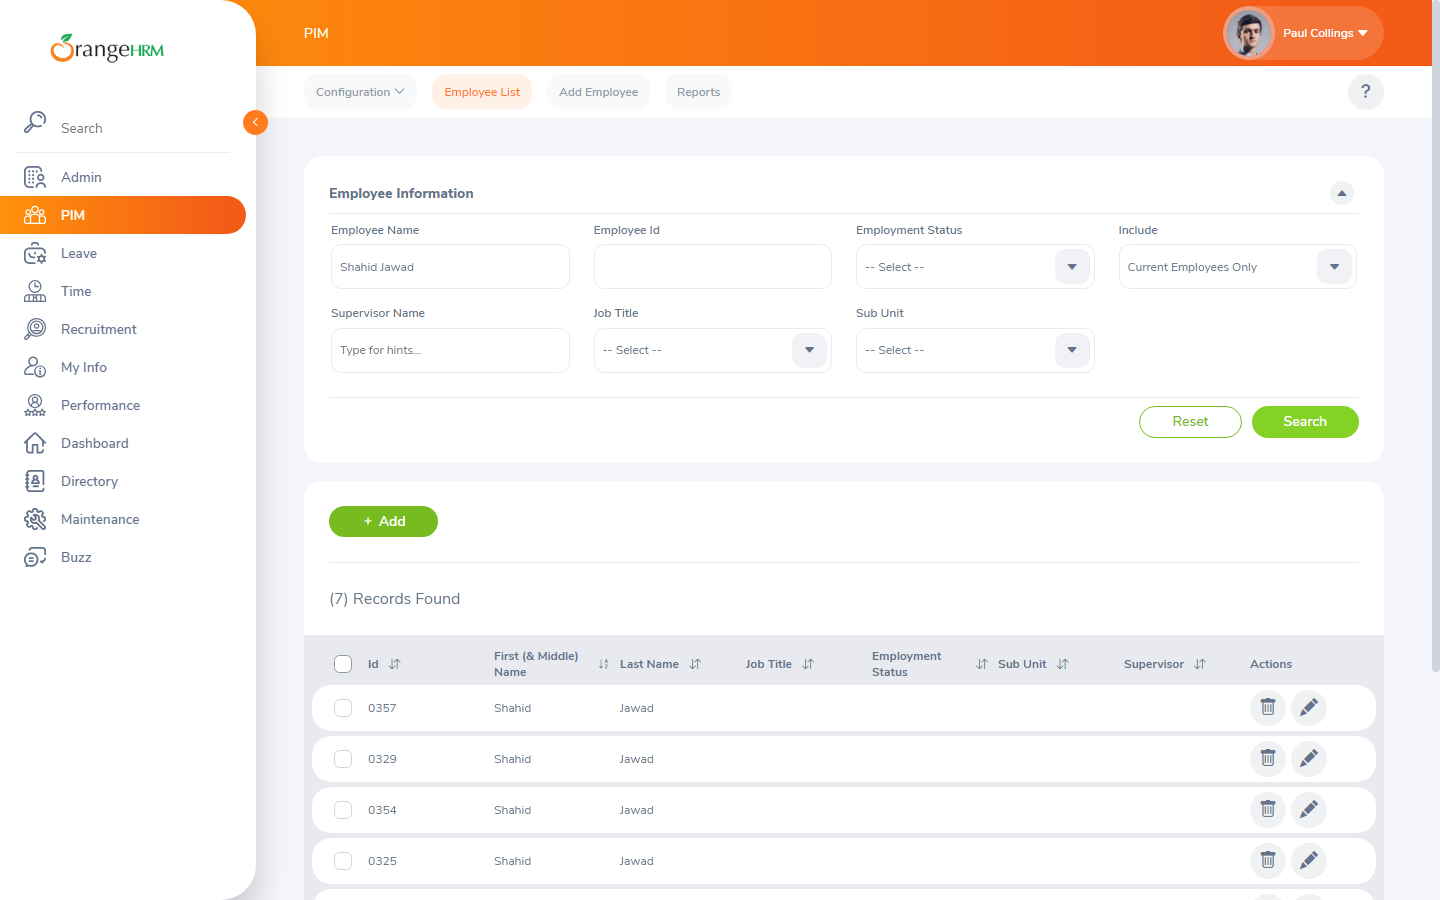 OrangeHRM
PIM
Paul Collings
Configuration
Employee List
Add Employee
Reports
?
Search
Admin
PIM
Leave
Time
Recruitment
My Info
Performance
Dashboard
Directory
Maintenance
Buzz
Employee Information
Employee Name
Employee Id
Employment Status
Include
Shahid Jawad
-- Select --
Current Employees Only
Supervisor Name
Job Title
Sub Unit
Type for hints...
-- Select --
-- Select --
Reset
Search
+ Add
(7) Records Found
Id
First (& Middle) Name
Last Name
Job Title
Employment Status
Sub Unit
Supervisor
Actions
0357 Shahid Jawad
0329 Shahid Jawad
0354 Shahid Jawad
0325 Shahid Jawad